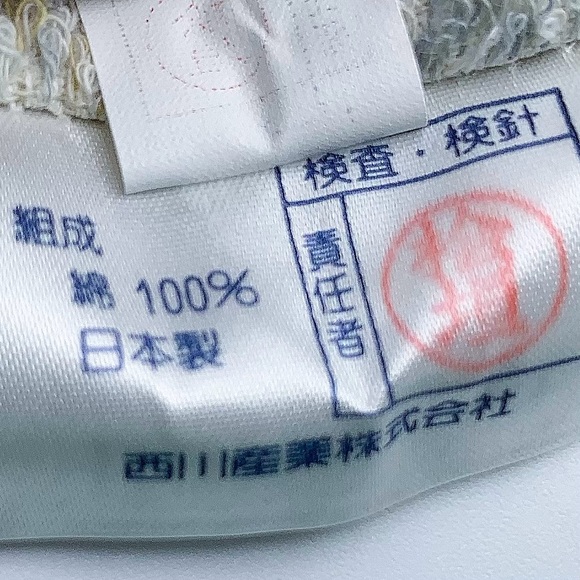 検査・検針
組成
綿 100%
日本製
責任者
西川産業株式会社